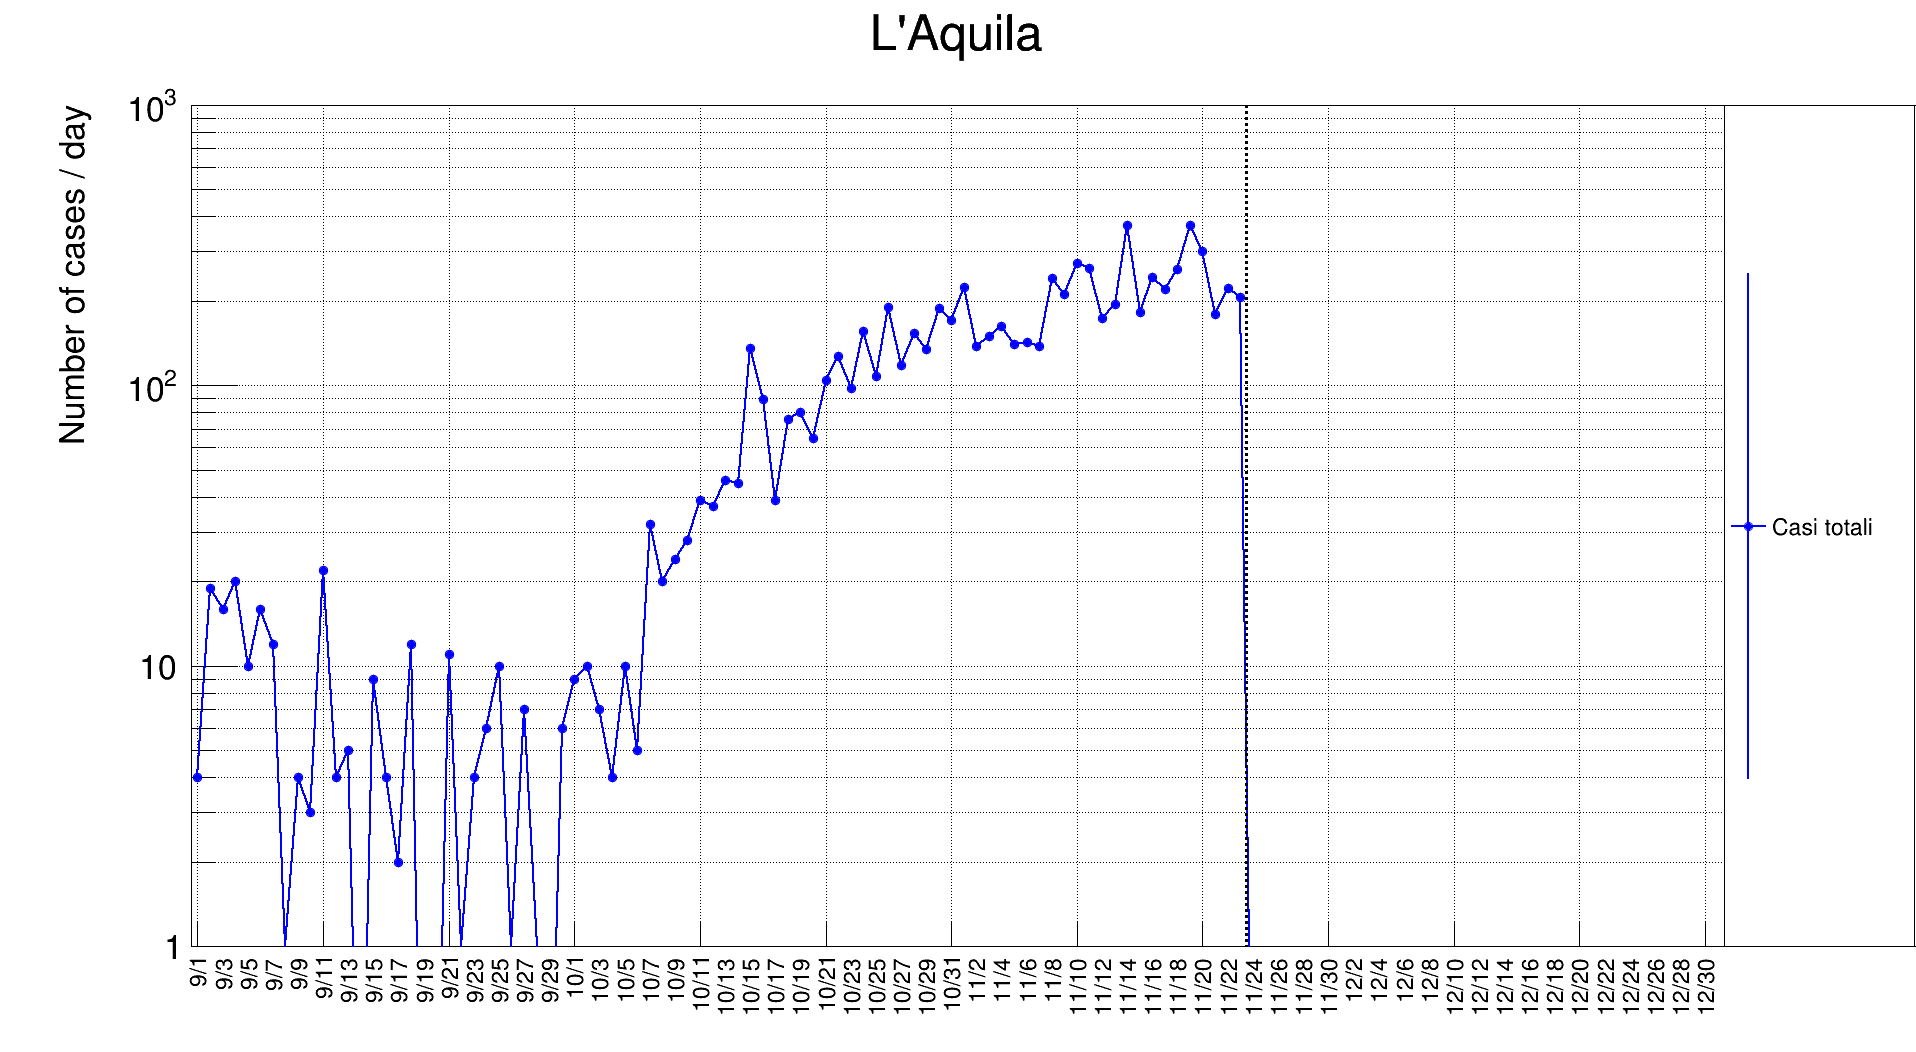 L'Aquila
Number of cases / day
10³
10²
10
1
Casi totali
9/1 9/3 9/5 9/7 9/9 9/11 9/13 9/15 9/17 9/19 9/21 9/23 9/25 9/27 9/29 10/1 10/3 10/5 10/7 10/9 10/11 10/13 10/15 10/17 10/19 10/21 10/23 10/25 10/27 10/29 10/31 11/2 11/4 11/6 11/8 11/10 11/12 11/14 11/16 11/18 11/20 11/22 11/24 11/26 11/28 11/30 12/2 12/4 12/6 12/8 12/10 12/12 12/14 12/16 12/18 12/20 12/22 12/24 12/26 12/28 12/30